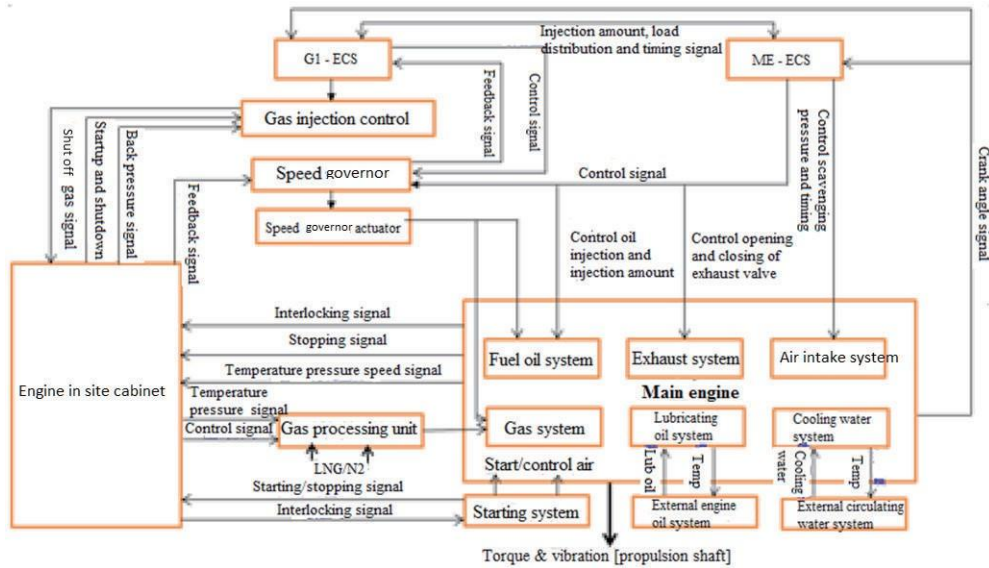 Injection amount, load
distribution and timing signal
G1 - ECS
ME - ECS
Feedback signal
Control signal
Control scavenging
pressure and timing
Crank angle signal
Gas injection control
Shut off gas signal
Startup and shutdown
Back pressure signal
Feedback signal
Speed governor
Control signal
Speed governor actuator
Control oil
injection and
injection amount
Control opening
and closing of
exhaust valve
Interlocking signal
Stopping signal
Temperature pressure speed signal
Engine in site cabinet
Fuel oil system
Exhaust system
Air intake system
Main engine
Temperature
pressure signal
Control signal
Gas processing unit
LNG/N2
Gas system
Lubricating
oil system
Cooling water
system
Start/control air
Lub oil
Temp
Cooling
water
Temp
Starting/stopping signal
Interlocking signal
Starting system
External engine
oil system
External circulating
water system
Torque & vibration [propulsion shaft]